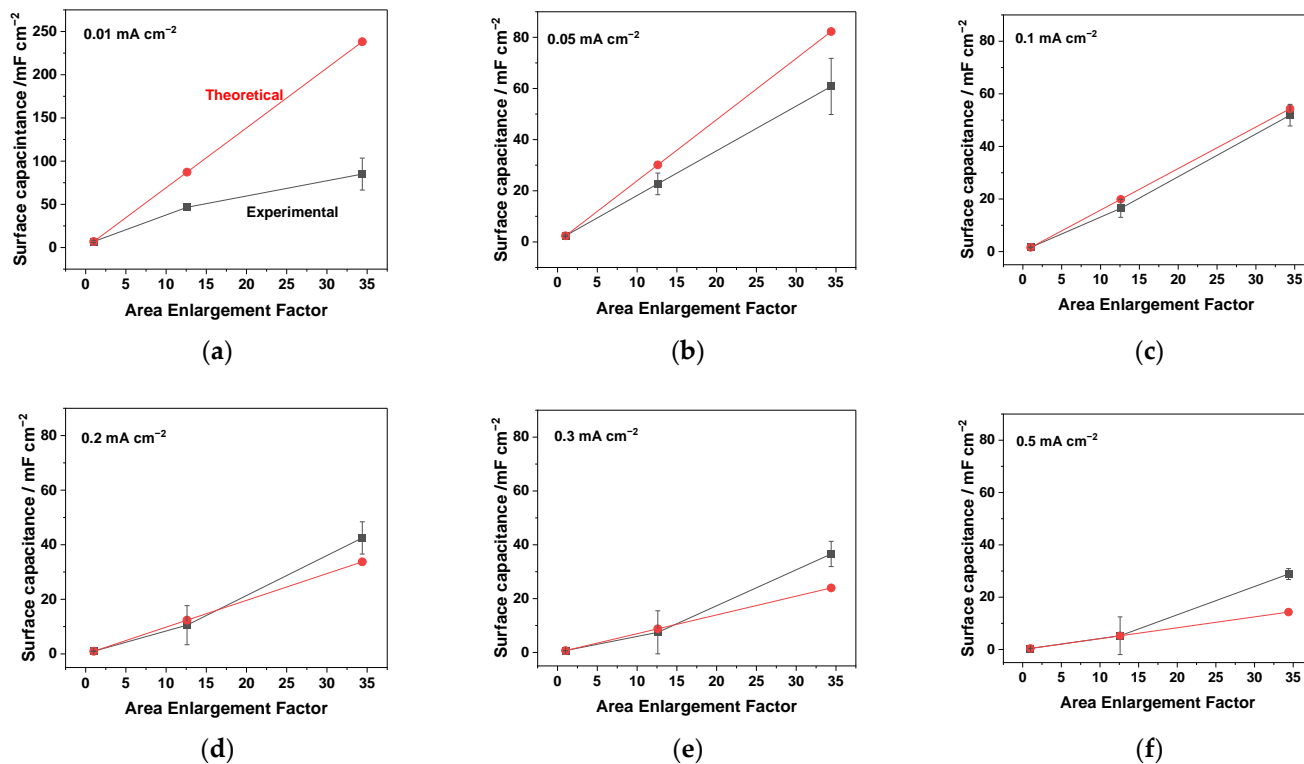 0.01 mA cm⁻²
Theoretical
Experimental
Surface capacintance /mF cm⁻²
250
200
150
100
50
0
0 5 10 15 20 25 30 35
Area Enlargement Factor
(a)
0.05 mA cm⁻²
Surface capacitance / mF cm⁻²
80
60
40
20
0
0 5 10 15 20 25 30 35
Area Enlargement Factor
(b)
0.1 mA cm⁻²
Surface capacitance / mF cm⁻²
80
60
40
20
0
0 5 10 15 20 25 30 35
Area Enlargement Factor
(c)
0.2 mA cm⁻²
Surface capacitance / mF cm⁻²
80
60
40
20
0
0 5 10 15 20 25 30 35
Area Enlargement Factor
(d)
0.3 mA cm⁻²
Surface capacitance /mF cm⁻²
80
60
40
20
0
0 5 10 15 20 25 30 35
Area Enlargement Factor
(e)
0.5 mA cm⁻²
Surface capacitance / mF cm⁻²
80
60
40
20
0
0 5 10 15 20 25 30 35
Area Enlargement Factor
(f)